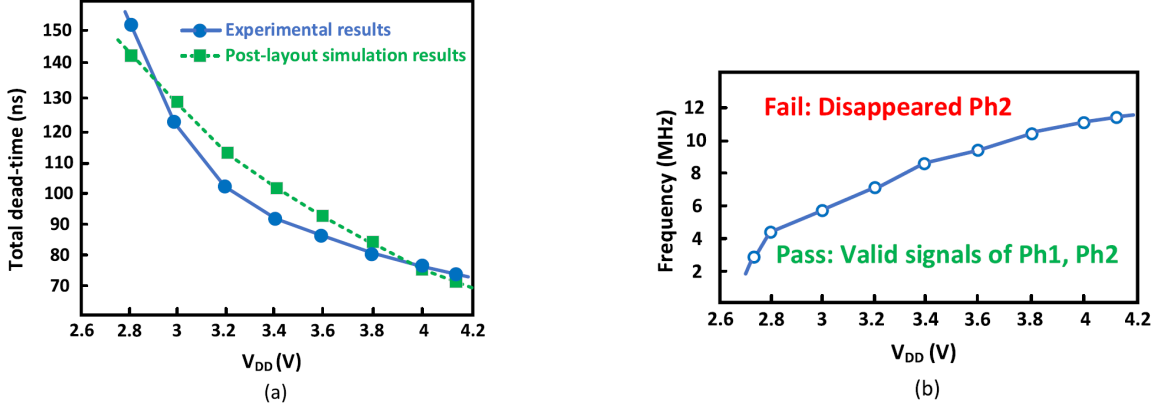 Total dead-time (ns)
150
140
130
120
110
100
90
80
70
Experimental results
Post-layout simulation results
2.6 2.8 3 3.2 3.4 3.6 3.8 4 4.2
VDD (V)
(a)
Frequency (MHz)
12
10
8
6
4
2
Fail: Disappeared Ph2
Pass: Valid signals of Ph1, Ph2
2.6 2.8 3 3.2 3.4 3.6 3.8 4 4.2
VDD (V)
(b)